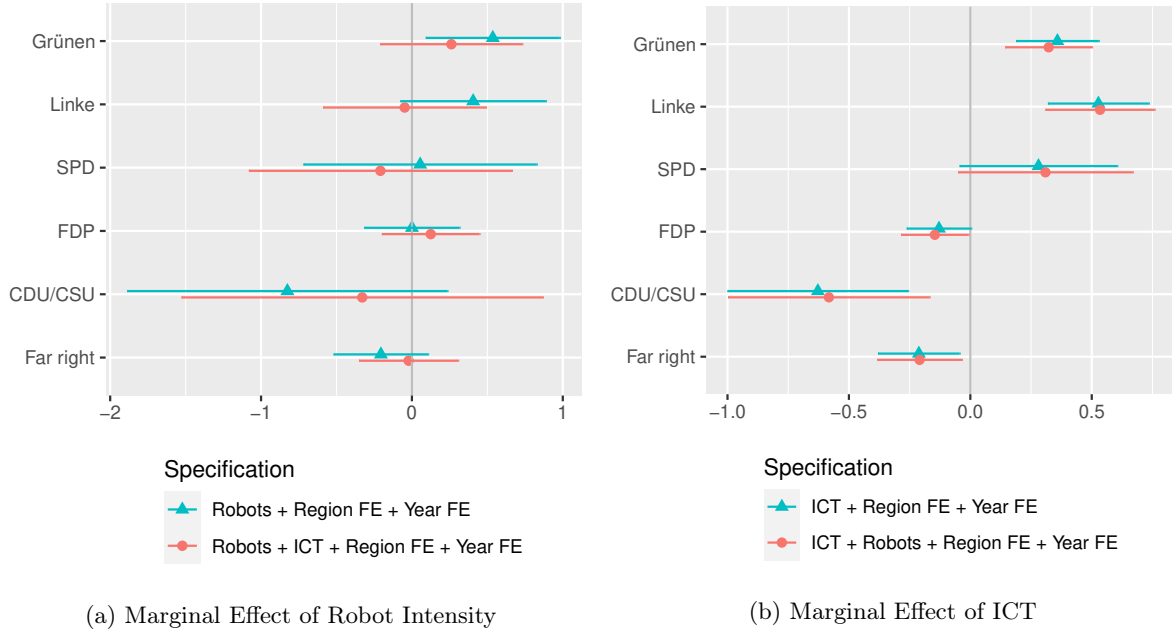 Grünen
Linke
SPD
FDP
CDU/CSU
Far right
−2
−1
0
1
Specification
Robots + Region FE + Year FE
Robots + ICT + Region FE + Year FE
(a) Marginal Effect of Robot Intensity
Grünen
Linke
SPD
FDP
CDU/CSU
Far right
−1.0
−0.5
0.0
0.5
Specification
ICT + Region FE + Year FE
ICT + Robots + Region FE + Year FE
(b) Marginal Effect of ICT